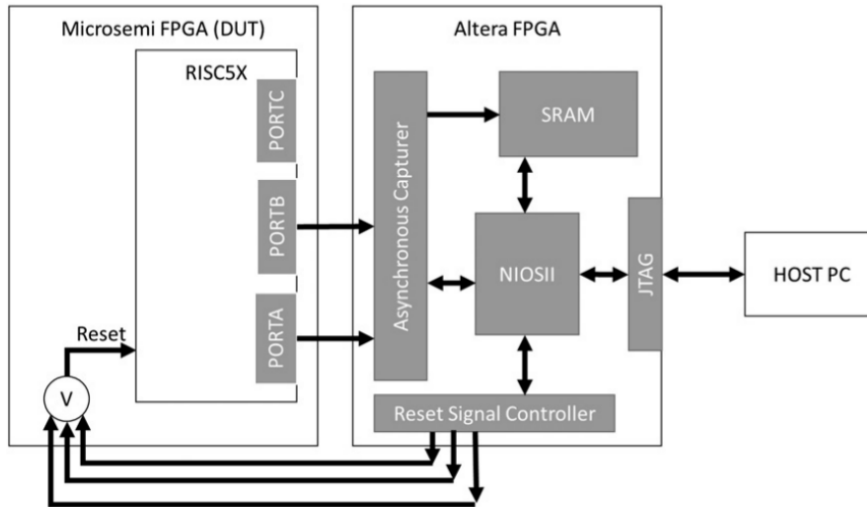 Microsemi FPGA (DUT)
Altera FPGA
RISC5X
PORTC
PORTB
PORTA
Reset
V
Asynchronous Capturer
SRAM
NIOSII
JTAG
HOST PC
Reset Signal Controller